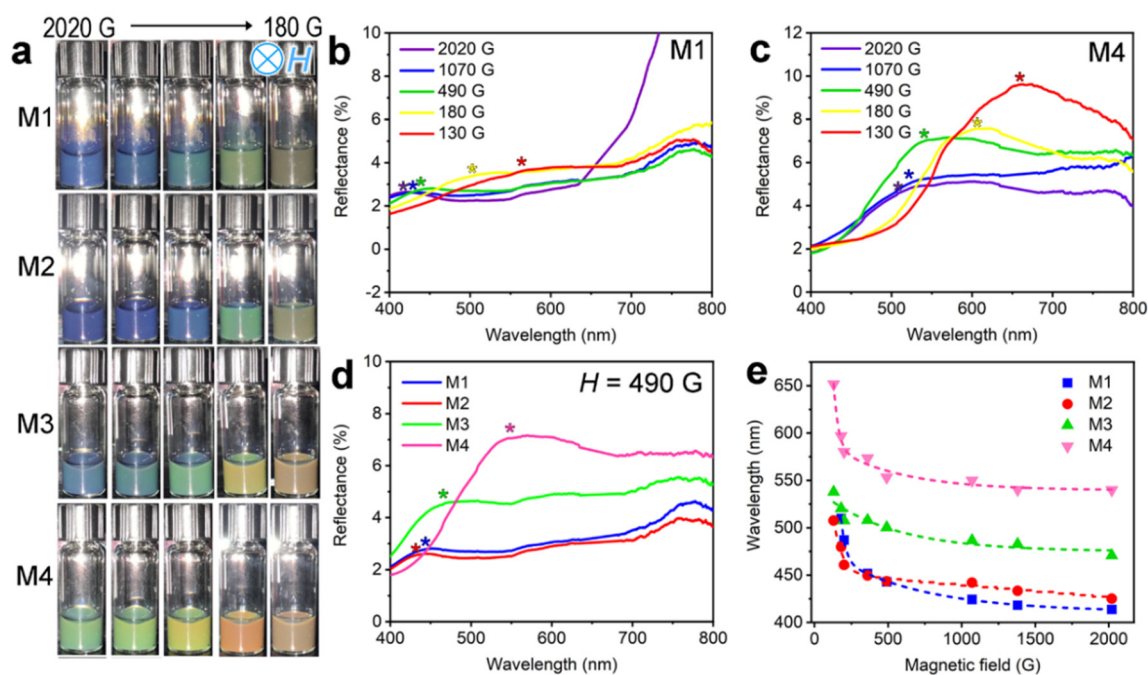 2020 G 180 G
a
H
M1
M2
M3
M4
b
M1
2020 G
1070 G
490 G
180 G
130 G
10
8
6
4
2
0
-2
Reflectance (%)
400 500 600 700 800
Wavelength (nm)
c
M4
2020 G
1070 G
490 G
180 G
130 G
12
10
8
6
4
2
0
Reflectance (%)
400 500 600 700 800
Wavelength (nm)
d
H = 490 G
M1
M2
M3
M4
10
8
6
4
2
0
Reflectance (%)
400 500 600 700 800
Wavelength (nm)
e
M1
M2
M3
M4
650
600
550
500
450
400
Wavelength (nm)
0 500 1000 1500 2000
Magnetic field (G)